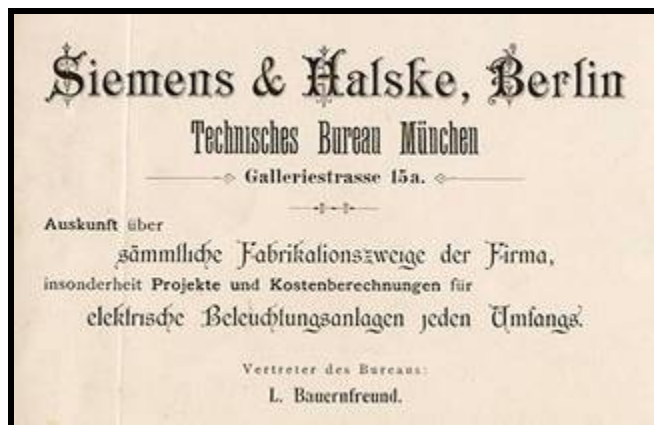 Siemens & Halske, Berlin
Technisches Bureau München
Galleriestrasse 15a.
Auskunft über
sämmtliche Fabrikationszweige der Firma,
insonderheit Projekte und Kostenberechnungen für
elektrische Beleuchtungsanlagen jeden Umfangs.
Vertreter des Bureaus:
L. Bauernfreund.